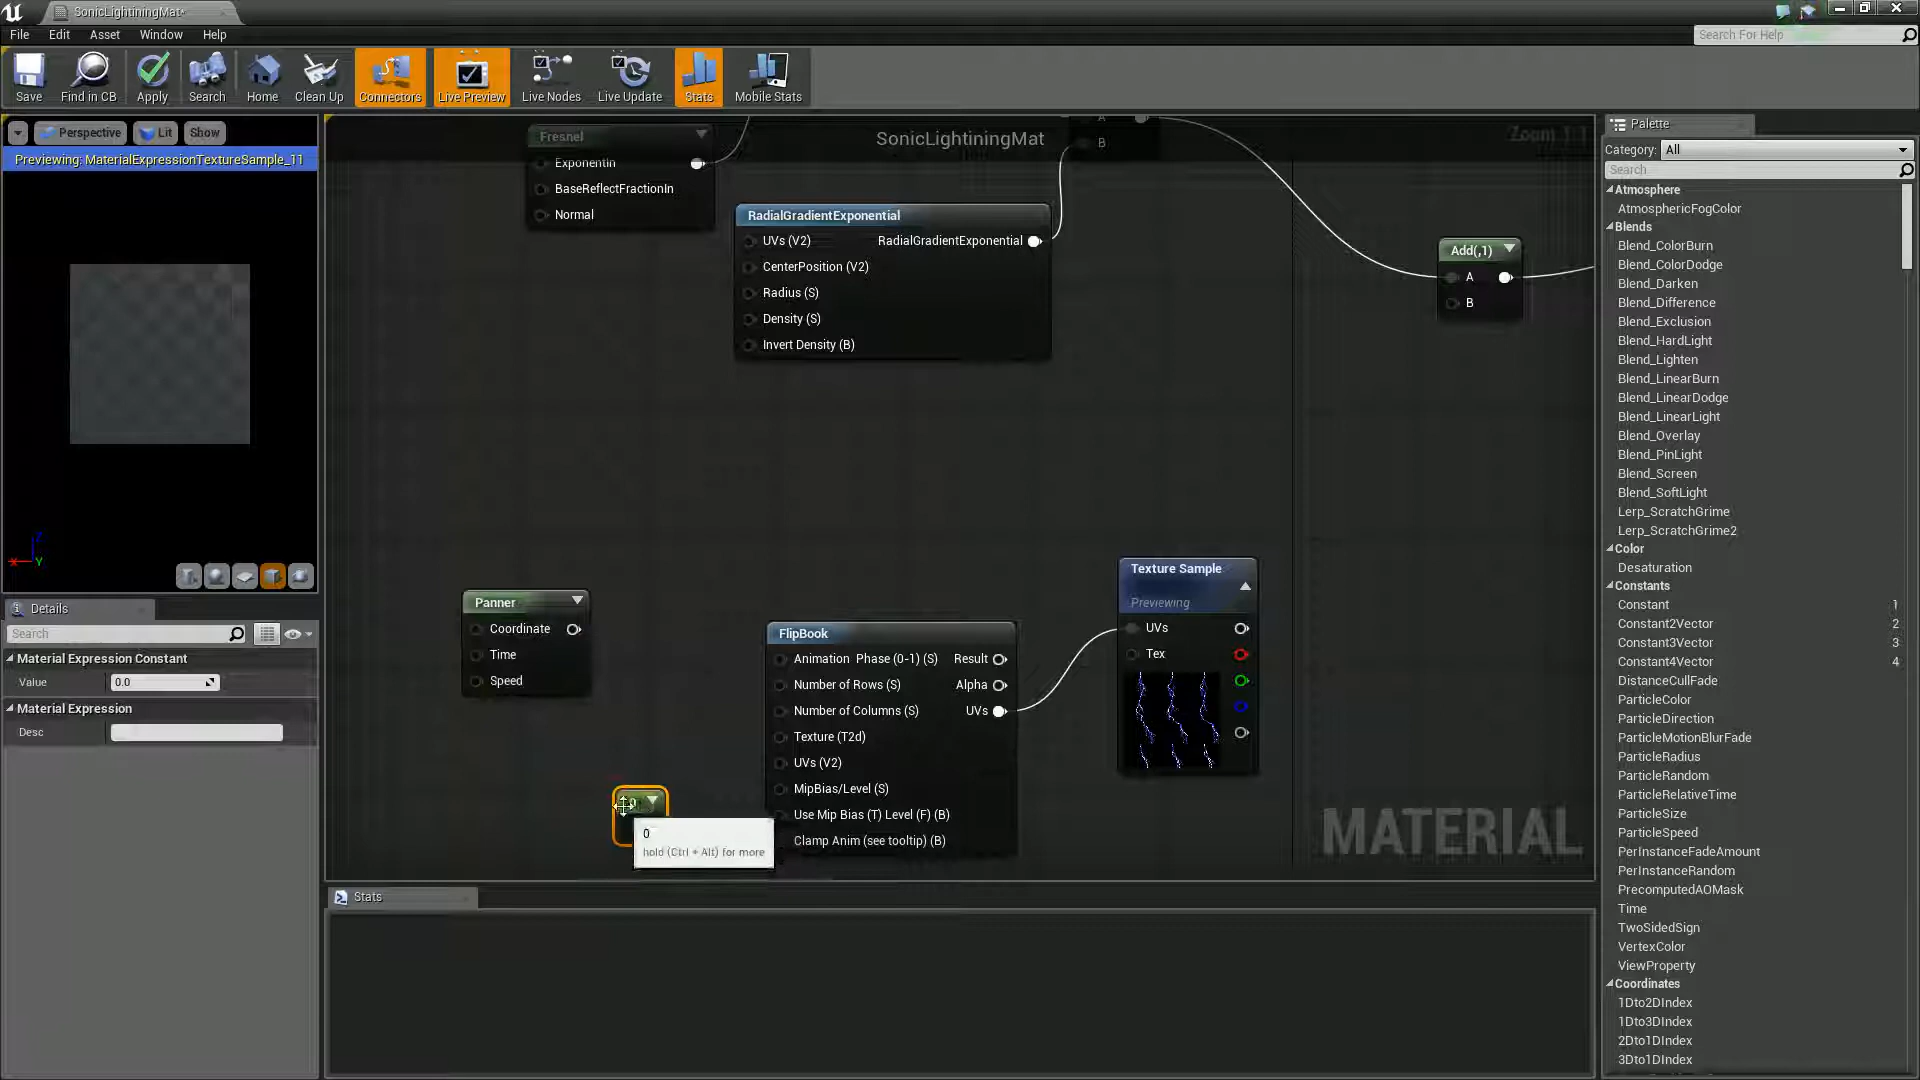 SonicLightiningMat*
File Edit Asset Window Help
Search For Help
Save Find in CB Apply Search Home Clean Up Connectors Live Preview Live Nodes Live Update Stats Mobile Stats
Perspective Lit Show
Previewing: MaterialExpressionTextureSample_11
Z
X
Y
Details
Search
Material Expression Constant
Value 0.0
Material Expression
Desc
SonicLightiningMat
Zoom 1:1
Fresnel
ExponentIn
BaseReflectFractionIn
Normal
A
B
RadialGradientExponential
UVs (V2) RadialGradientExponential
CenterPosition (V2)
Radius (S)
Density (S)
Invert Density (B)
Add(,1)
A
B
Panner
Coordinate
Time
Speed
FlipBook
Animation Phase (0-1) (S) Result
Number of Rows (S) Alpha
Number of Columns (S) UVs
Texture (T2d)
UVs (V2)
MipBias/Level (S)
Use Mip Bias (T) Level (F) (B)
Clamp Anim (see tooltip) (B)
Texture Sample
Previewing
UVs
Tex
0
0
hold (Ctrl + Alt) for more
MATERIAL
Stats
Palette
Category: All
Search
Atmosphere
AtmosphericFogColor
Blends
Blend_ColorBurn
Blend_ColorDodge
Blend_Darken
Blend_Difference
Blend_Exclusion
Blend_HardLight
Blend_Lighten
Blend_LinearBurn
Blend_LinearDodge
Blend_LinearLight
Blend_Overlay
Blend_PinLight
Blend_Screen
Blend_SoftLight
Lerp_ScratchGrime
Lerp_ScratchGrime2
Color
Desaturation
Constants
Constant 1
Constant2Vector 2
Constant3Vector 3
Constant4Vector 4
DistanceCullFade
ParticleColor
ParticleDirection
ParticleMotionBlurFade
ParticleRadius
ParticleRandom
ParticleRelativeTime
ParticleSize
ParticleSpeed
PerInstanceFadeAmount
PerInstanceRandom
PrecomputedAOMask
Time
TwoSidedSign
VertexColor
ViewProperty
Coordinates
1Dto2DIndex
1Dto3DIndex
2Dto1DIndex
3Dto1DIndex